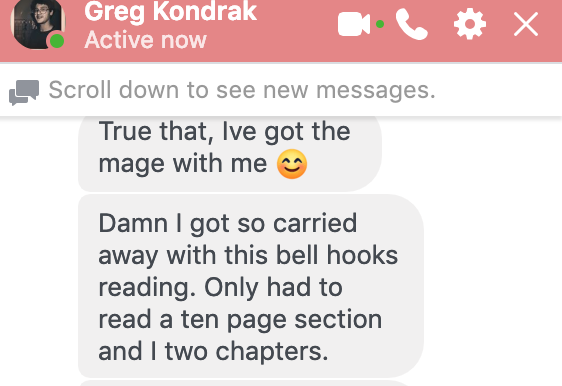 Greg Kondrak
Active now
Scroll down to see new messages.
True that, Ive got the
mage with me 😊
Damn I got so carried
away with this bell hooks
reading. Only had to
read a ten page section
and I two chapters.